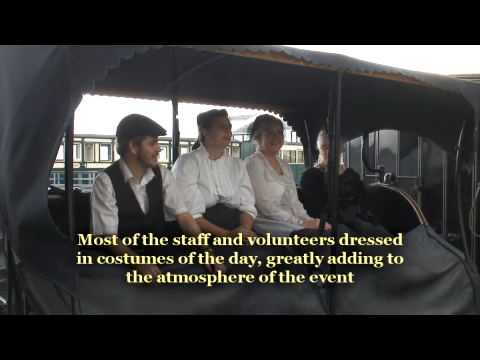 Most of the staff and volunteers dressed
in costumes of the day, greatly adding to
the atmosphere of the event